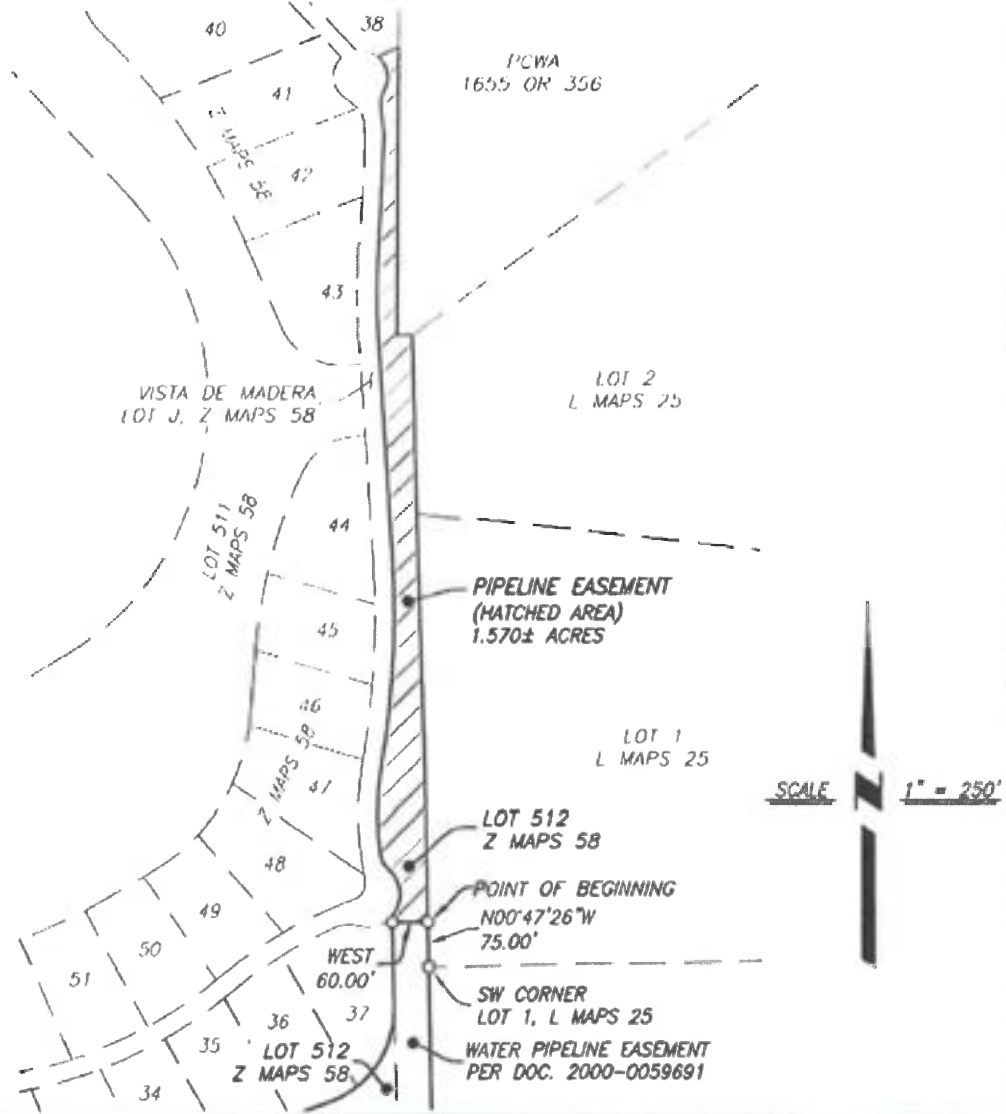 40
38
PCWA
1655 OR 356
41
Z MAPS 58
42
43
VISTA DE MADERA,
LOT J, Z MAPS 58
LOT 2
L MAPS 25
LOT 511
Z MAPS 58
44
PIPELINE EASEMENT
(HATCHED AREA)
1.570± ACRES
45
46
Z MAPS 58
47
LOT 1
L MAPS 25
SCALE
N
1" = 250'
LOT 512
Z MAPS 58
48
POINT OF BEGINNING
N00°47'26"W
75.00'
49
50
51
WEST
60.00'
SW CORNER
LOT 1, L MAPS 25
37
36
35
34
LOT 512
Z MAPS 58
WATER PIPELINE EASEMENT
PER DOC. 2000-0059691